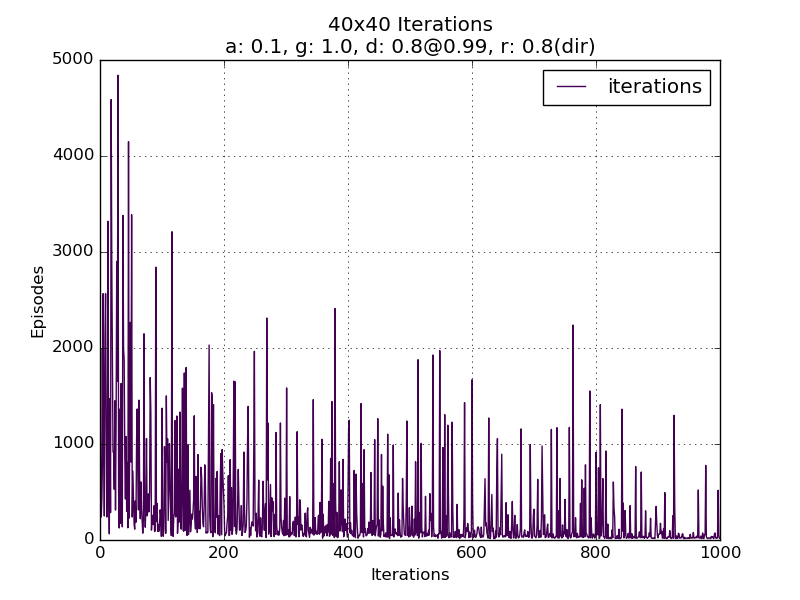 40x40 Iterations
a: 0.1, g: 1.0, d: 0.8@0.99, r: 0.8(dir)
iterations
5000
4000
3000
2000
1000
0
Episodes
0 200 400 600 800 1000
Iterations